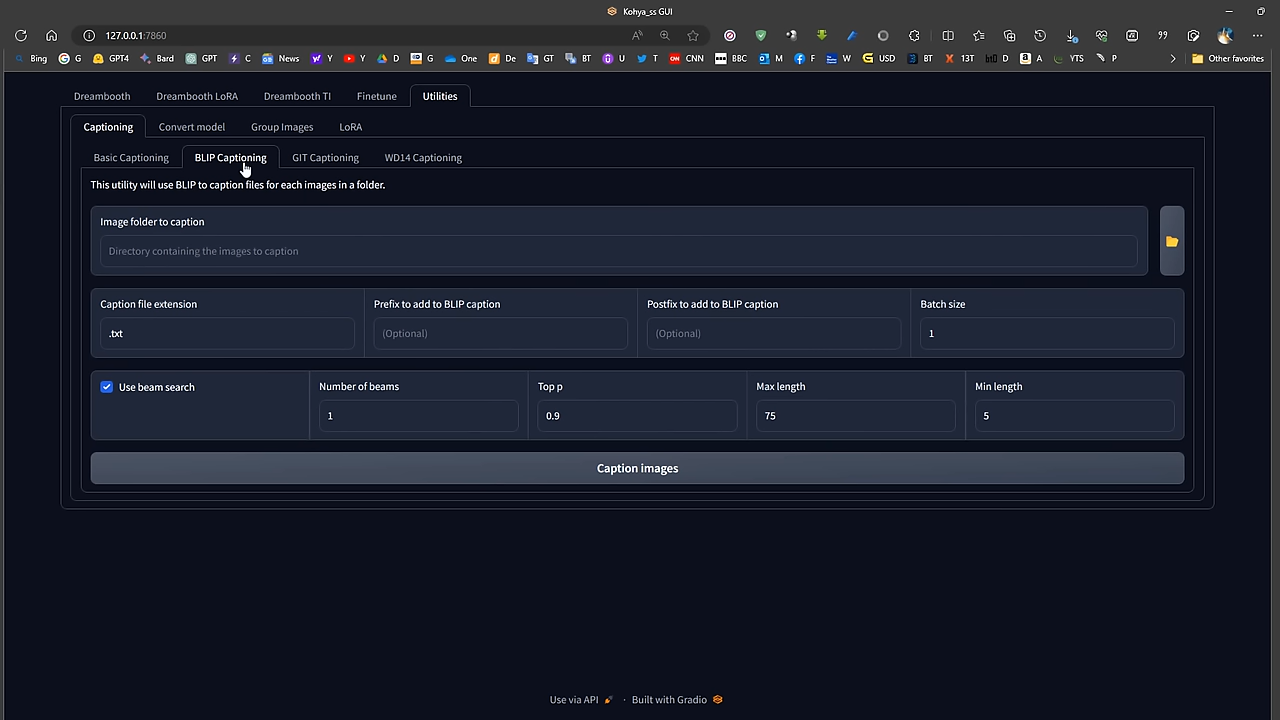 Kohya_ss GUI
127.0.0.1:7860
Bing G GPT4 Bard GPT C News Y Y D G One De GT BT U T CNN BBC M F W USD BT 13T D A YTS P Other favorites
Dreambooth Dreambooth LoRA Dreambooth TI Finetune Utilities
Captioning Convert model Group Images LoRA
Basic Captioning BLIP Captioning GIT Captioning WD14 Captioning
This utility will use BLIP to caption files for each images in a folder.
Image folder to caption
Directory containing the images to caption
Caption file extension Prefix to add to BLIP caption Postfix to add to BLIP caption Batch size
.txt (Optional) (Optional) 1
Use beam search Number of beams Top p Max length Min length
1 0.9 75 5
Caption images
Use via API · Built with Gradio